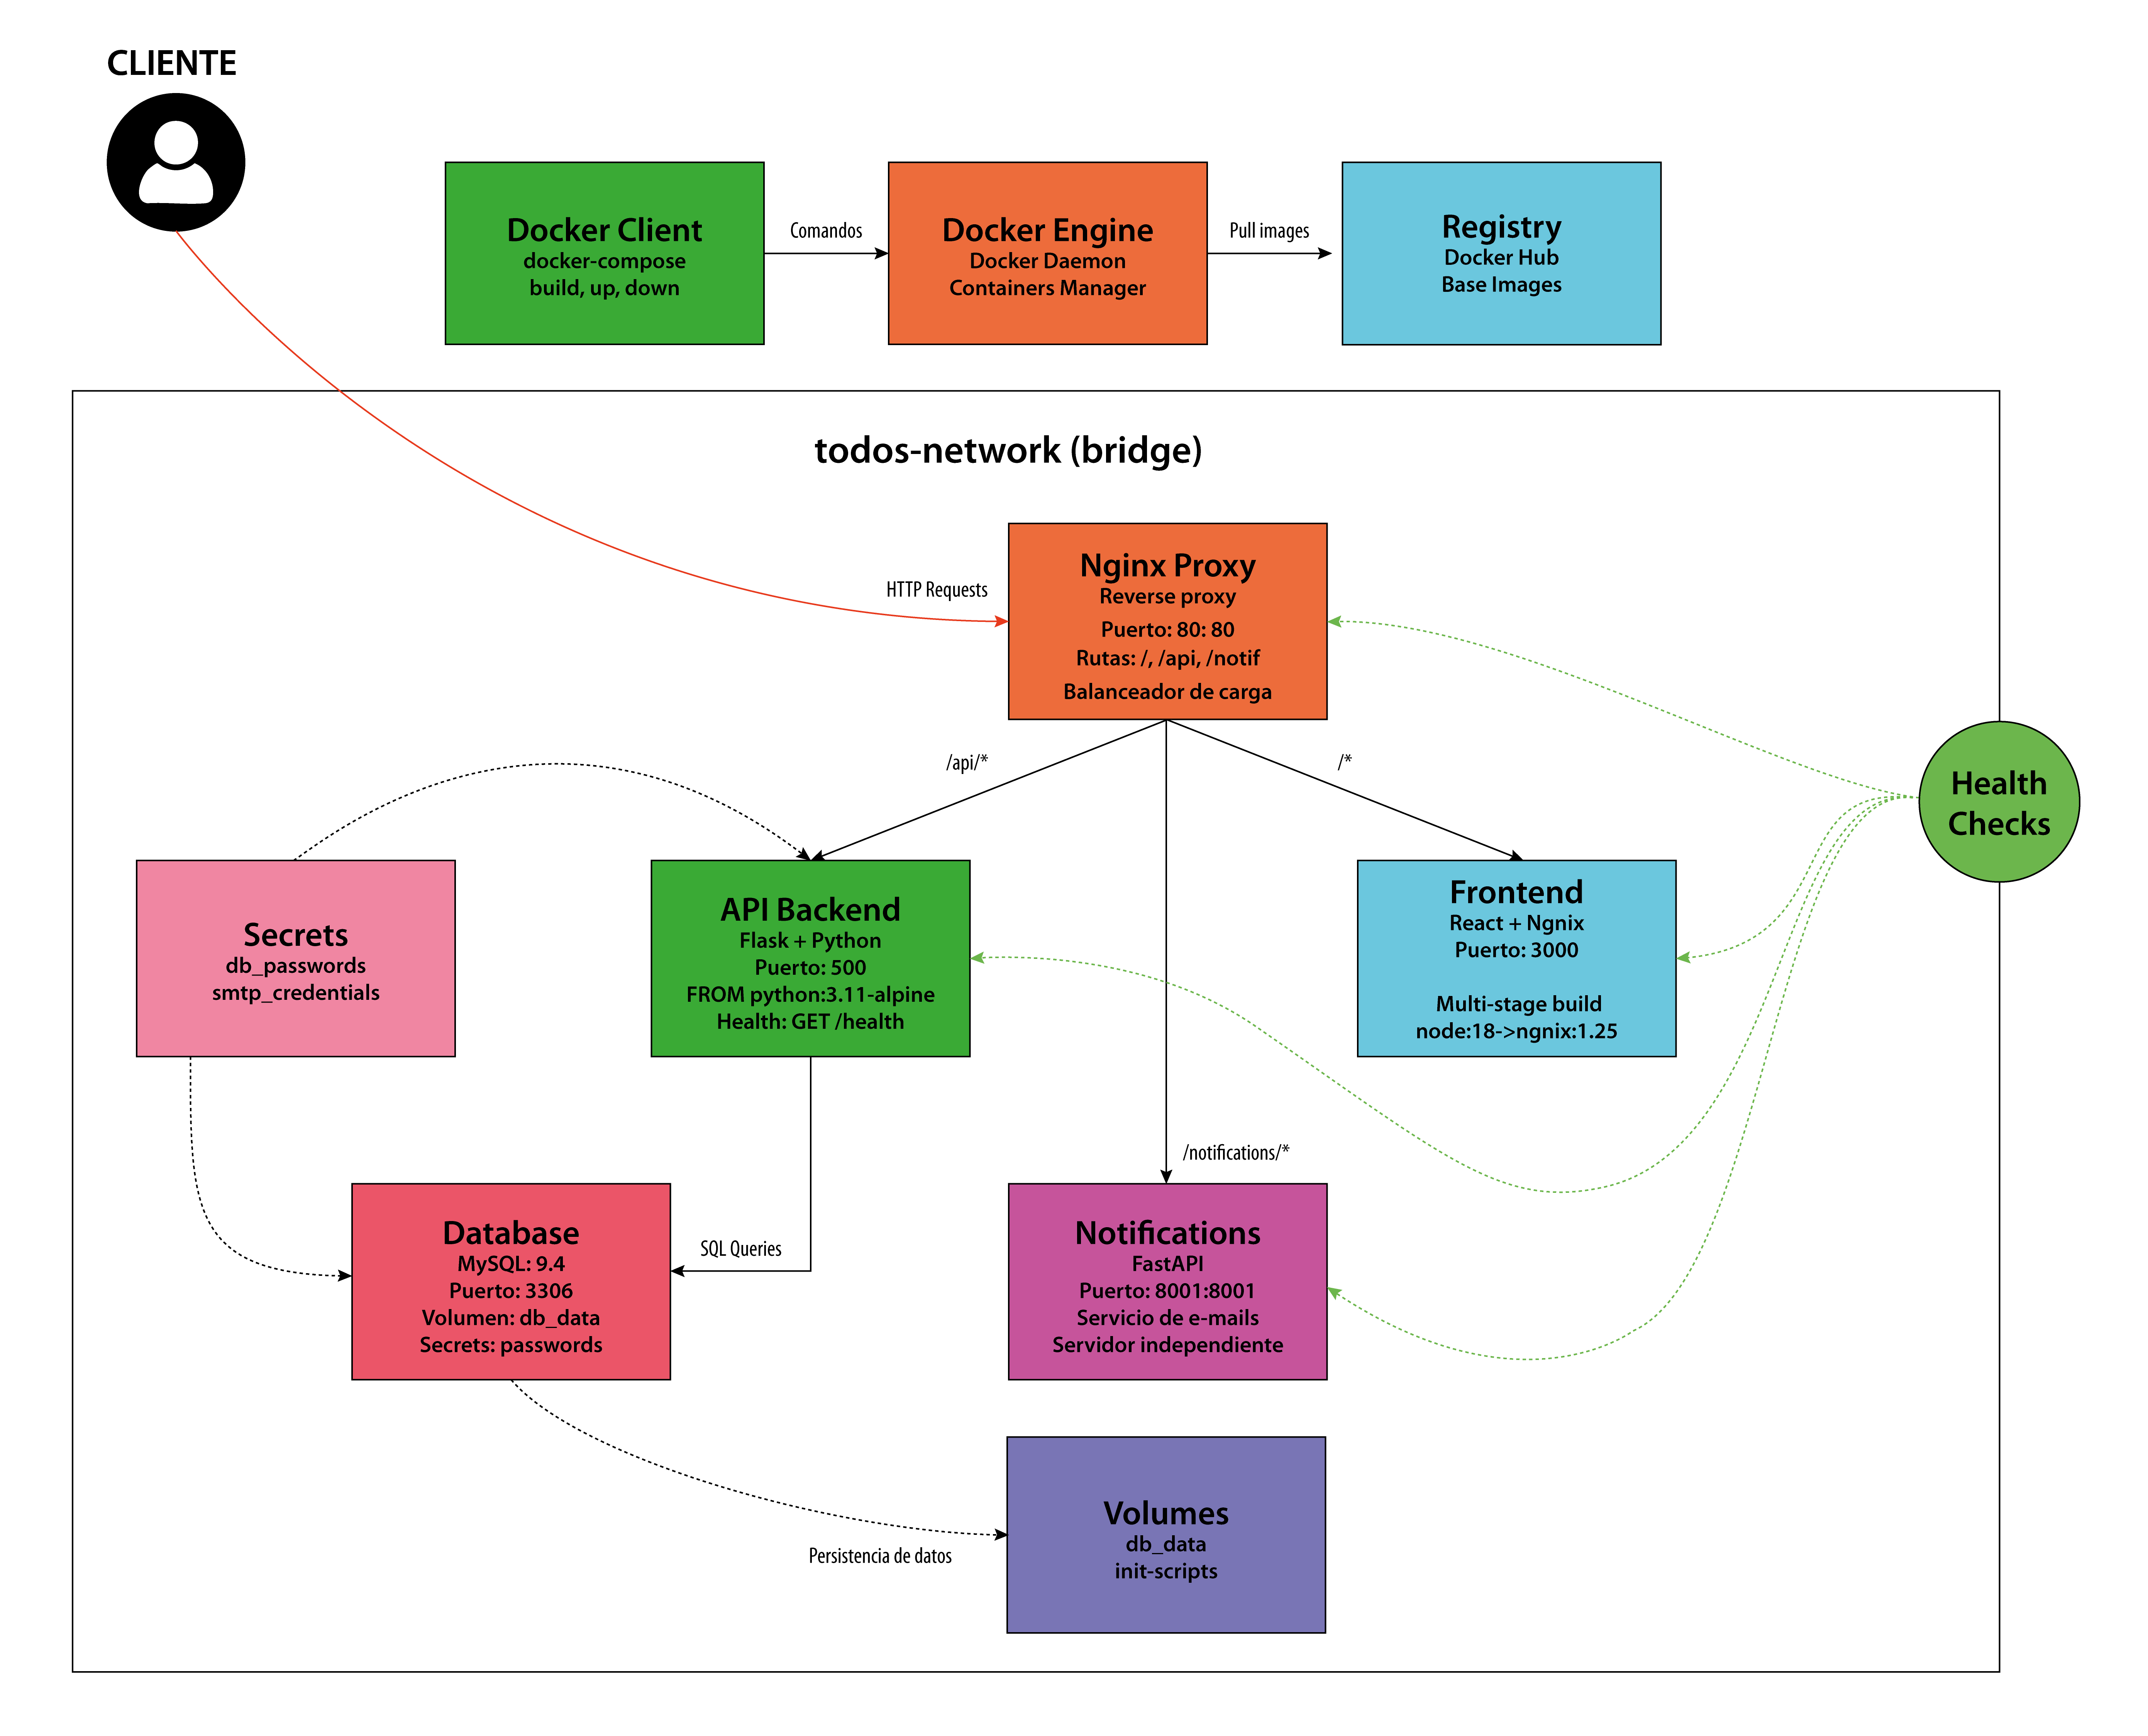 CLIENTE
Docker Client
docker-compose
build, up, down
Comandos
Docker Engine
Docker Daemon
Containers Manager
Pull images
Registry
Docker Hub
Base Images
todos-network (bridge)
HTTP Requests
Nginx Proxy
Reverse proxy
Puerto: 80: 80
Rutas: /, /api, /notif
Balanceador de carga
/api/*
/*
Health
Checks
Secrets
db_passwords
smtp_credentials
API Backend
Flask + Python
Puerto: 500
FROM python:3.11-alpine
Health: GET /health
Frontend
React + Ngnix
Puerto: 3000
Multi-stage build
node:18->ngnix:1.25
/notifications/*
Database
MySQL: 9.4
Puerto: 3306
Volumen: db_data
Secrets: passwords
SQL Queries
Notifications
FastAPI
Puerto: 8001:8001
Servicio de e-mails
Servidor independiente
Persistencia de datos
Volumes
db_data
init-scripts